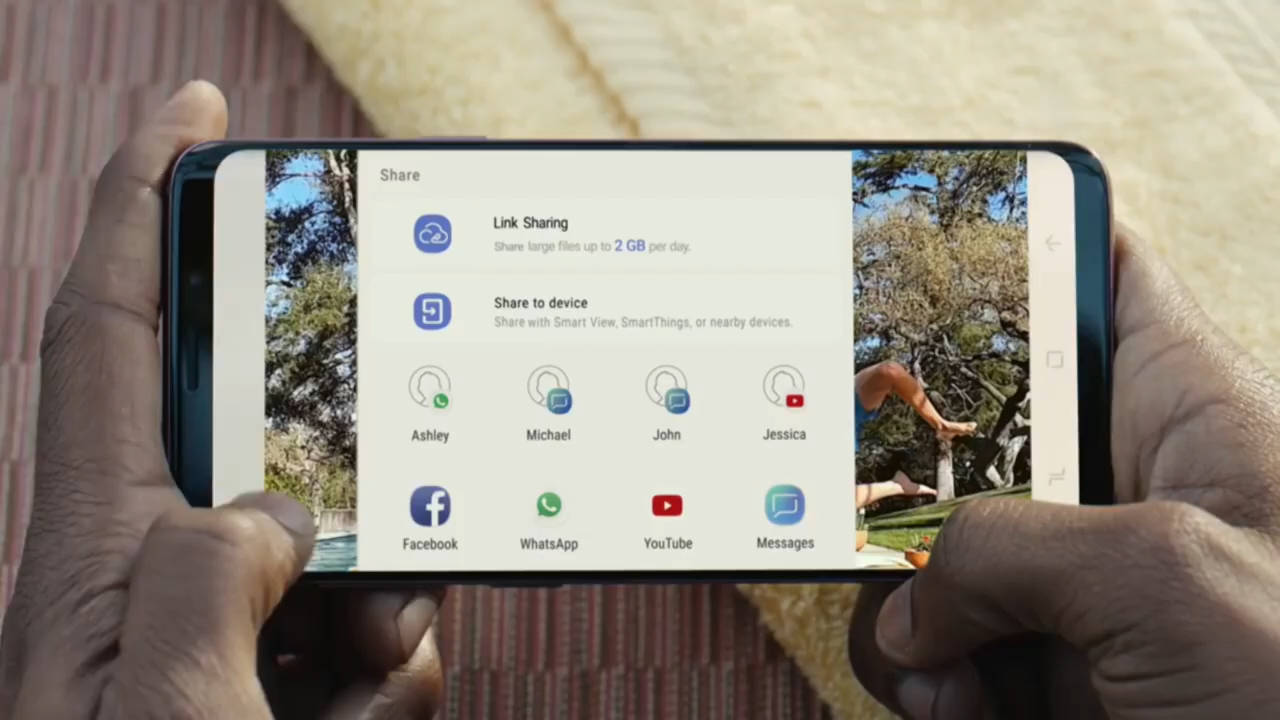 Share
Link Sharing
Share large files up to 2 GB per day.
Share to device
Share with Smart View, SmartThings, or nearby devices.
Ashley Michael John Jessica
Facebook WhatsApp YouTube Messages